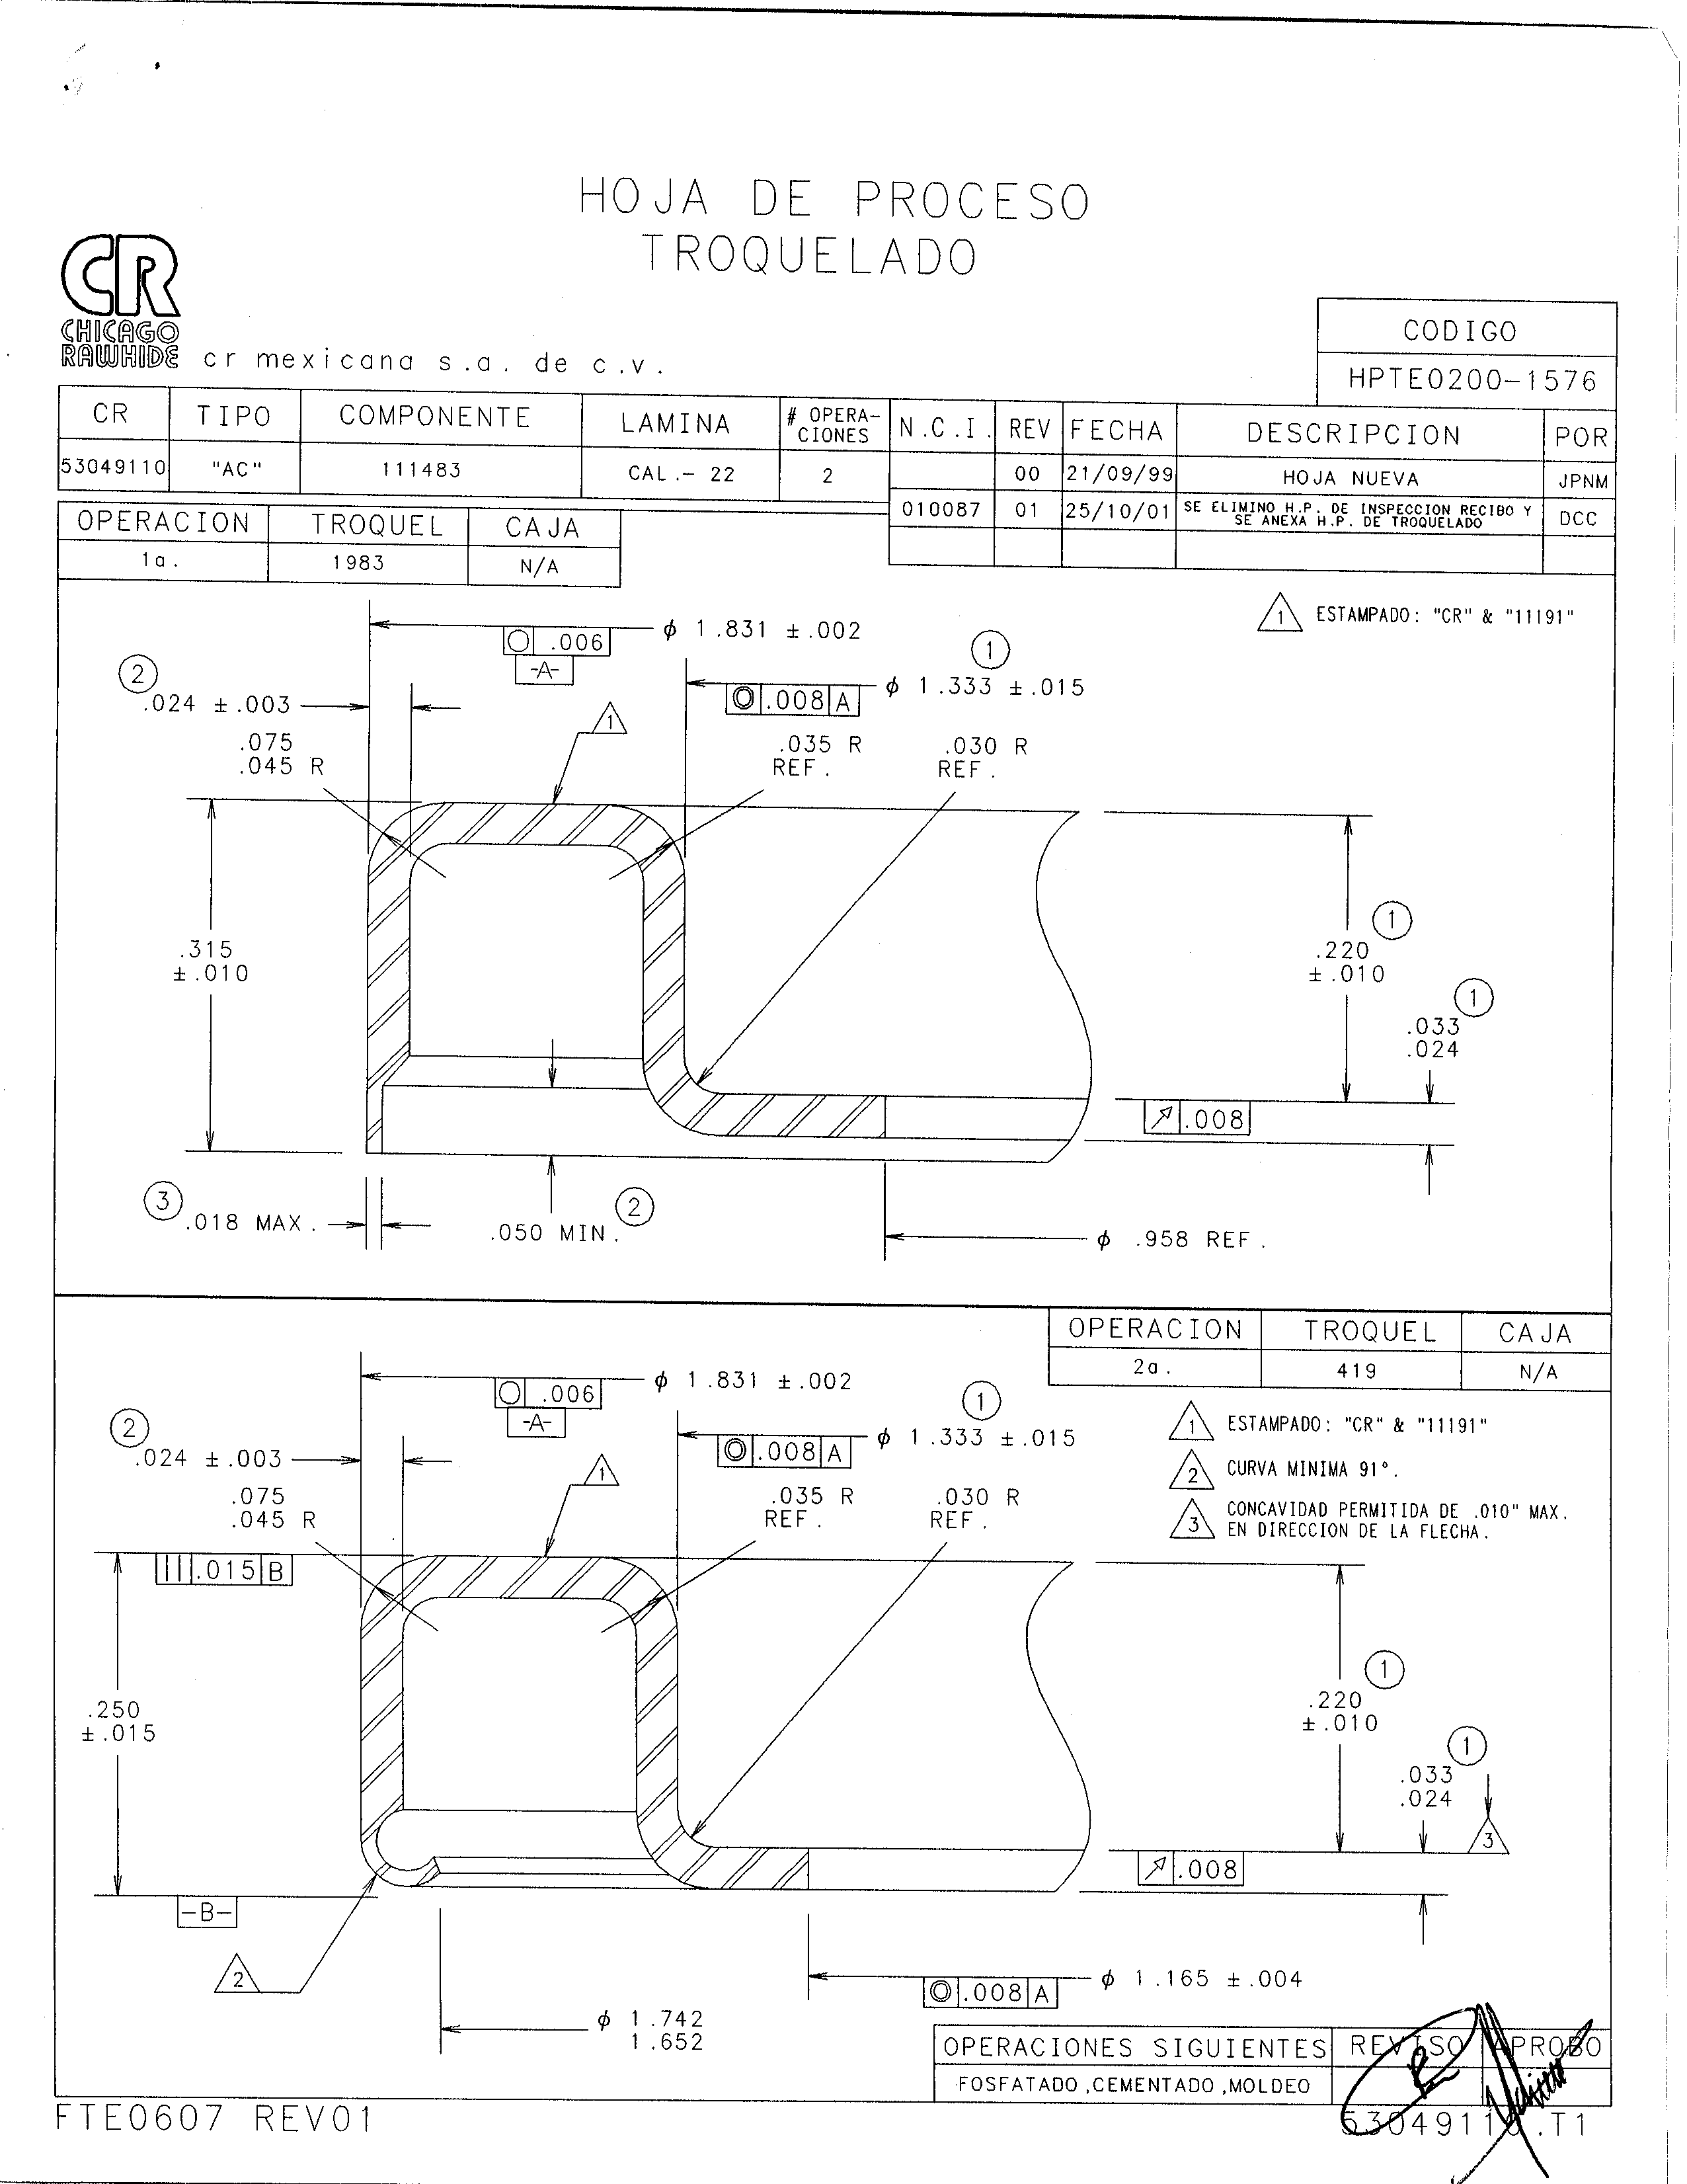 HOJA DE PROCESO
TROQUELADO
CR
CHICAGO
RAWHIDE
cr mexicana s.a. de c.v.
CODIGO
HPTE0200-1576
CR TIPO COMPONENTE LAMINA # OPERA-CIONES N.C.I. REV FECHA DESCRIPCION POR
53049110 "AC" 111483 CAL.- 22 2 00 21/09/99 HOJA NUEVA JPNM
010087 01 25/10/01 SE ELIMINO H.P. DE INSPECCION RECIBO Y
SE ANEXA H.P. DE TROQUELADO DCC
OPERACION TROQUEL CAJA
1a. 1983 N/A
1 ESTAMPADO: "CR" & "11191"
○ .006 ϕ 1.831 ±.002
-A-
1
◎ .008 A ϕ 1.333 ±.015
2
.024 ±.003
1
.075
.045 R
.035 R
REF.
.030 R
REF.
.315
±.010
1
.220
±.010
1
.033
.024
↗ .008
3
.018 MAX.
2
.050 MIN.
ϕ .958 REF.
OPERACION TROQUEL CAJA
2a. 419 N/A
○ .006 ϕ 1.831 ±.002
-A-
1
◎ .008 A ϕ 1.333 ±.015
1 ESTAMPADO: "CR" & "11191"
2 CURVA MINIMA 91°.
3 CONCAVIDAD PERMITIDA DE .010" MAX.
EN DIRECCION DE LA FLECHA.
2
.024 ±.003
1
.075
.045 R
.035 R
REF.
.030 R
REF.
|| .015 B
.250
±.015
1
.220
±.010
1
.033
.024
3
↗ .008
-B-
2
◎ .008 A ϕ 1.165 ±.004
ϕ 1.742
1.652
OPERACIONES SIGUIENTES REVISO APROBO
FOSFATADO,CEMENTADO,MOLDEO
FTE0607 REV01
53049110.T1